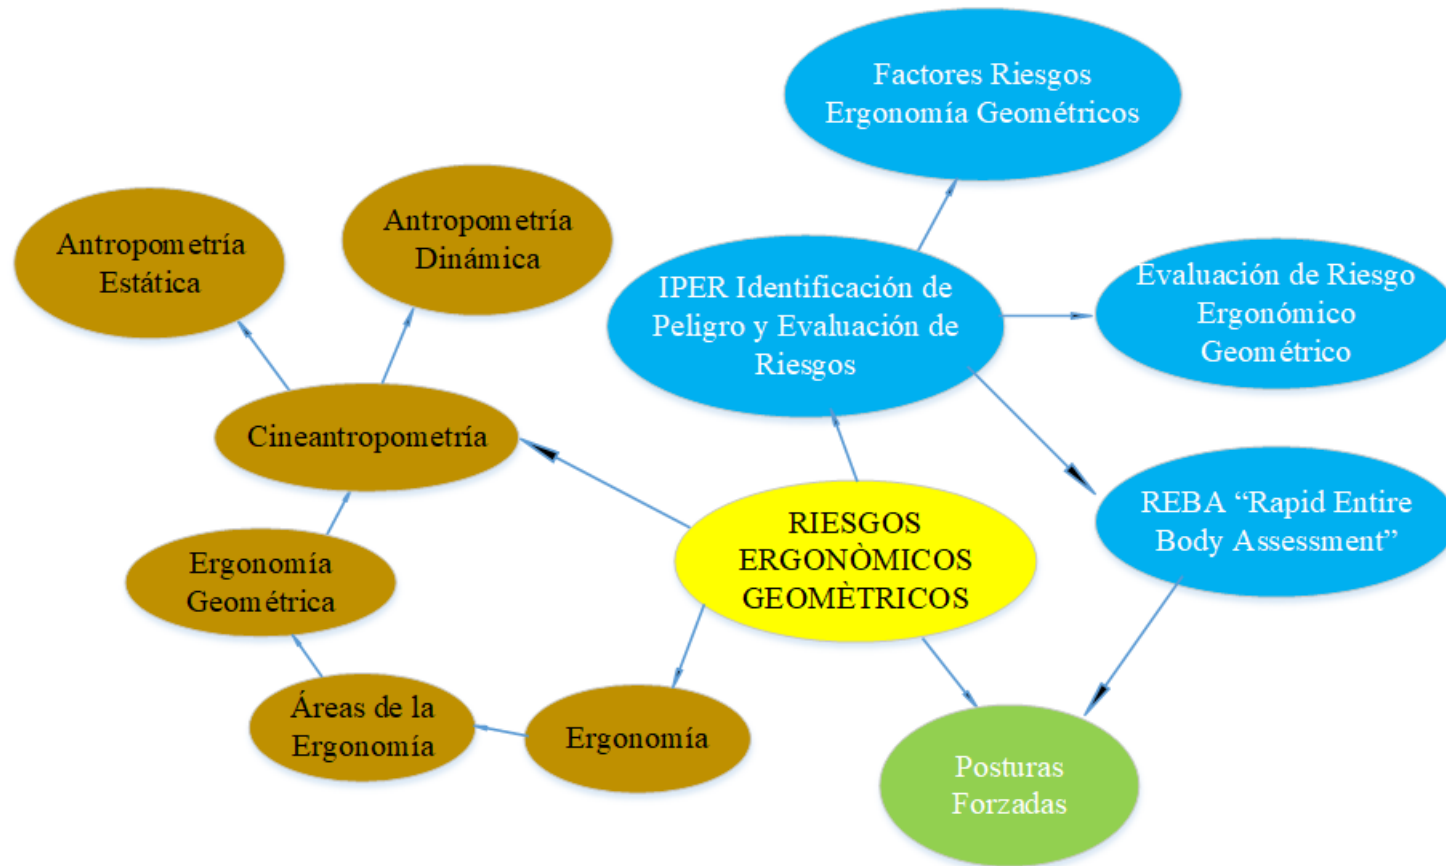 Factores Riesgos
Ergonomía Geométricos
Antropometría
Dinámica
Antropometría
Estática
IPER Identificación de
Peligro y Evaluación de
Riesgos
Evaluación de Riesgo
Ergonómico
Geométrico
Cineantropometría
REBA “Rapid Entire
Body Assessment”
RIESGOS
ERGONÒMICOS
GEOMÈTRICOS
Ergonomía
Geométrica
Áreas de la
Ergonomía
Ergonomía
Posturas
Forzadas